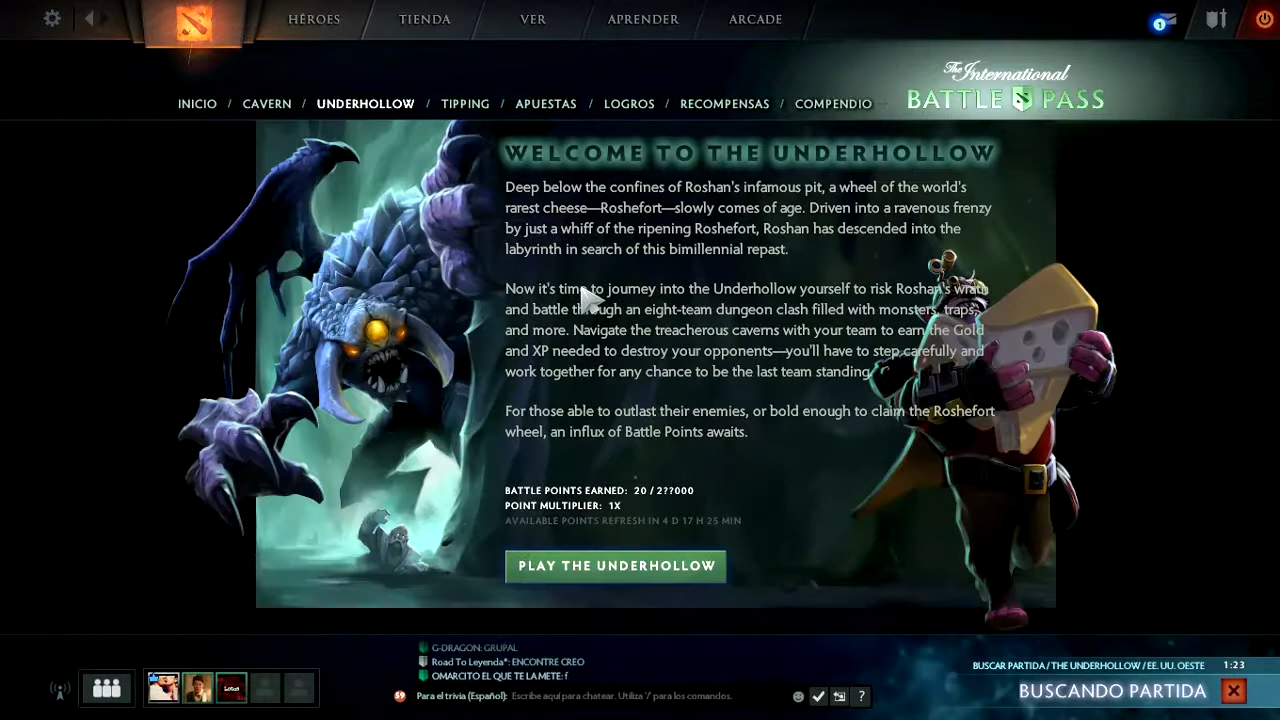 HÉROES
TIENDA
VER
APRENDER
ARCADE
1
The International
BATTLE PASS
INICIO / CAVERN / UNDERHOLLOW / TIPPING / APUESTAS / LOGROS / RECOMPENSAS / COMPENDIO
WELCOME TO THE UNDERHOLLOW
Deep below the confines of Roshan's infamous pit, a wheel of the world's
rarest cheese—Roshefort—slowly comes of age. Driven into a ravenous frenzy
by just a whiff of the ripening Roshefort, Roshan has descended into the
labyrinth in search of this bimillennial repast.
Now it's time to journey into the Underhollow yourself to risk Roshan's wrath
and battle through an eight-team dungeon clash filled with monsters, traps,
and more. Navigate the treacherous caverns with your team to earn the Gold
and XP needed to destroy your opponents—you'll have to step carefully and
work together for any chance to be the last team standing.
For those able to outlast their enemies, or bold enough to claim the Roshefort
wheel, an influx of Battle Points awaits.
BATTLE POINTS EARNED: 20 / 2??000
POINT MULTIPLIER: 1X
AVAILABLE POINTS REFRESH IN 4 D 17 H 25 MIN
PLAY THE UNDERHOLLOW
G-DRAGON: GRUPAL
Road To Leyenda*: ENCONTRE CREO
OMARCITO EL QUE TE LA METE: f
Para el trivia (Español): Escribe aquí para chatear. Utiliza '/' para los comandos.
?
BUSCAR PARTIDA / THE UNDERHOLLOW / EE. UU. OESTE 1:23
BUSCANDO PARTIDA